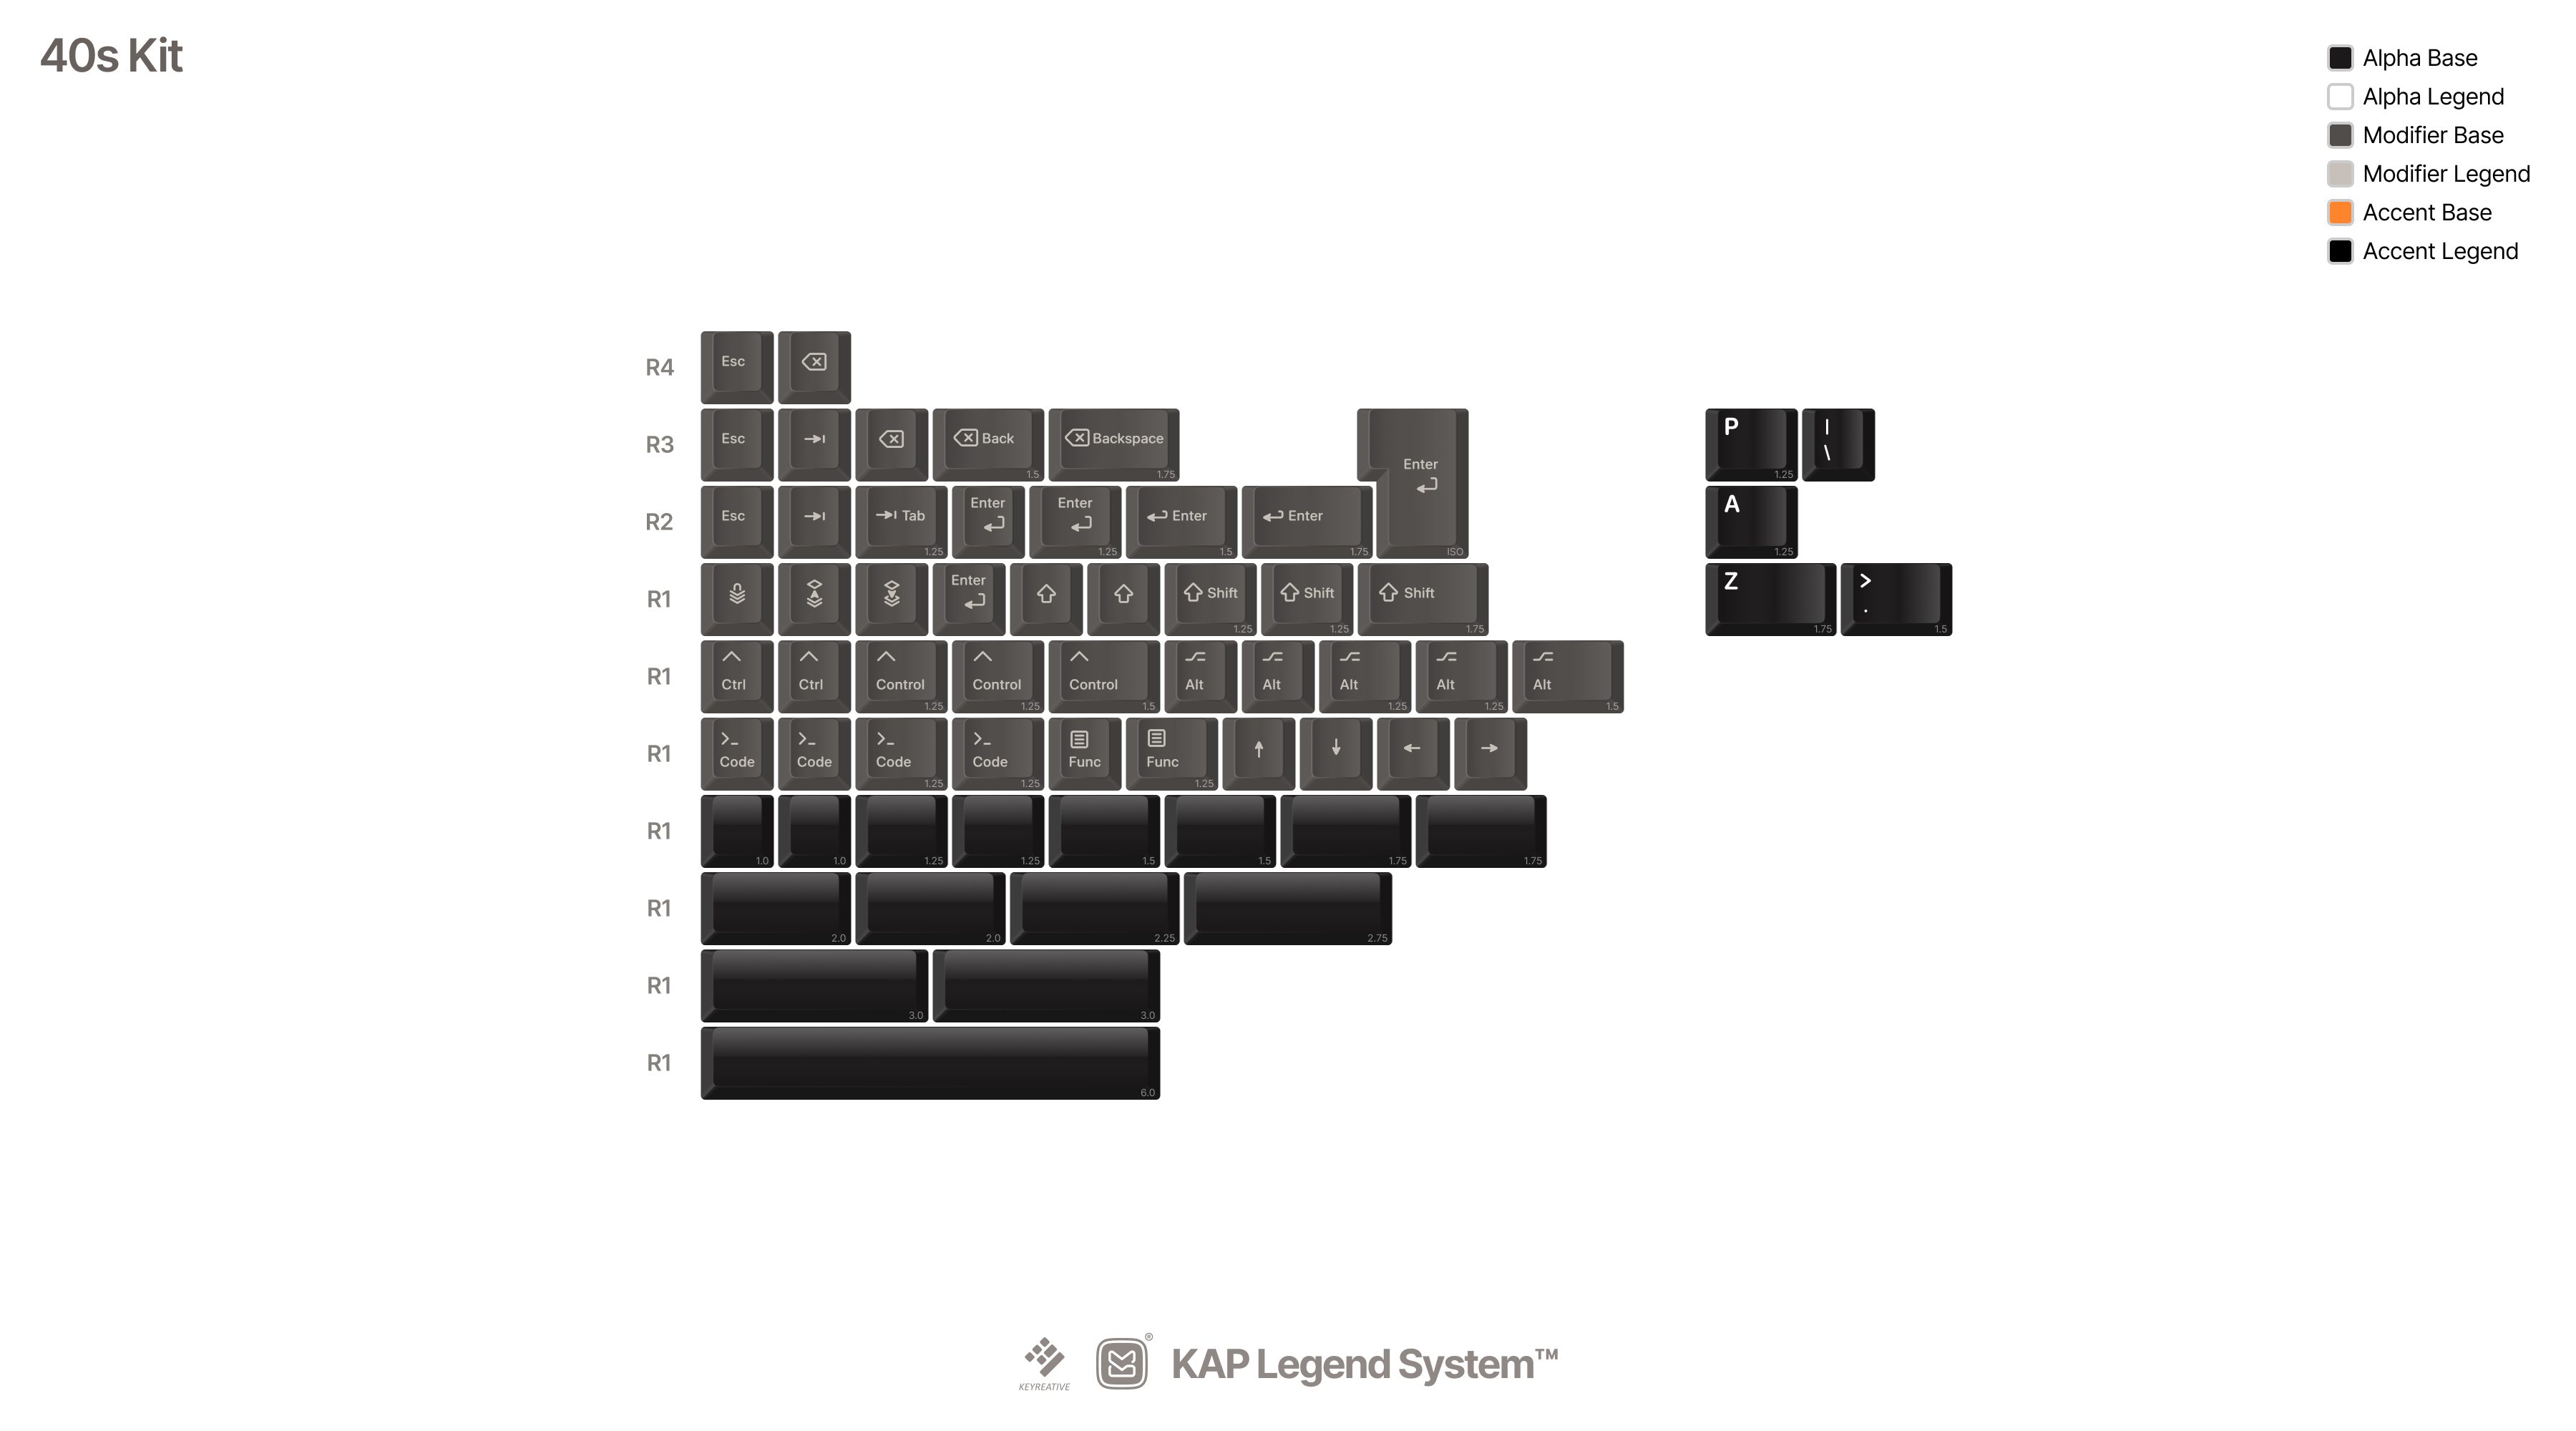 40s Kit
Alpha Base
Alpha Legend
Modifier Base
Modifier Legend
Accent Base
Accent Legend
R4
Esc
R3
Esc
Back
1.5
Backspace
1.75
Enter
ISO
P
1.25
|
\
R2
Esc
Tab
1.25
Enter
Enter
1.25
Enter
1.5
Enter
1.75
A
1.25
R1
Enter
Shift
1.25
Shift
1.25
Shift
1.75
Z
1.75
>
.
1.5
R1
Ctrl
Ctrl
Control
1.25
Control
1.25
Control
1.5
Alt
Alt
Alt
1.25
Alt
1.25
Alt
1.5
R1
>_
Code
>_
Code
>_
Code
1.25
>_
Code
1.25
Func
Func
1.25
R1
1.0
1.0
1.25
1.25
1.5
1.5
1.75
1.75
R1
2.0
2.0
2.25
2.75
R1
3.0
3.0
R1
6.0
KEYREATIVE
®
KAP Legend System™